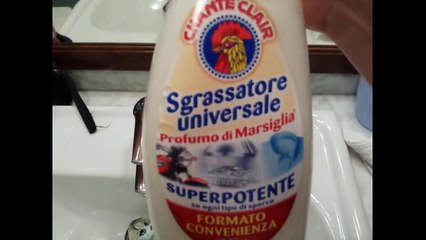 CHANTE CLAIR
Sgrassatore
universale
Profumo di Marsiglia
SUPERPOTENTE
su ogni tipo di sporco
FORMATO
CONVENIENZA